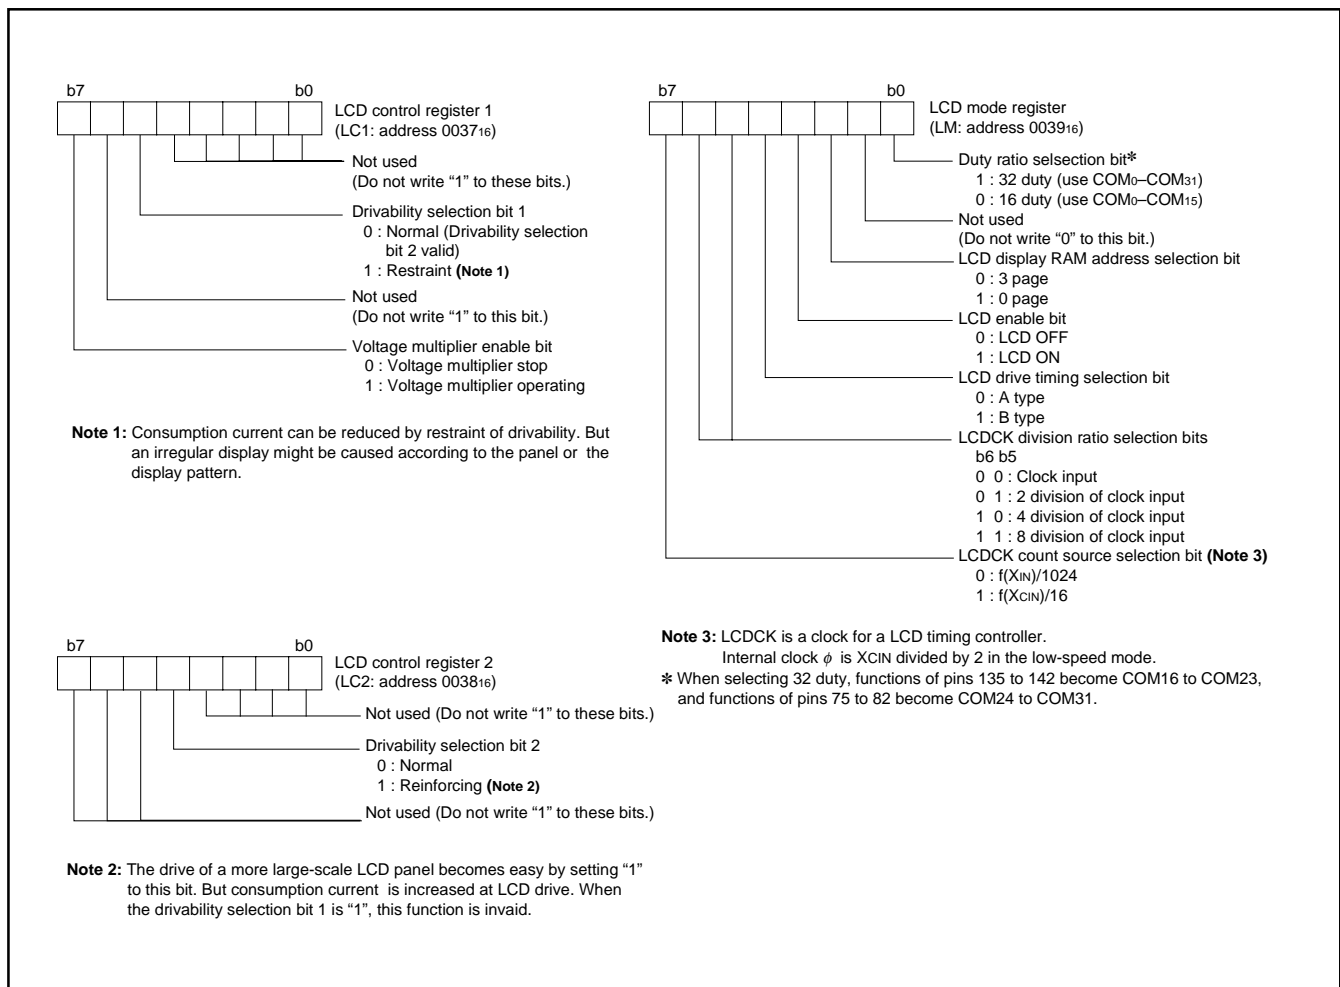 b7 b0
LCD control register 1
(LC1: address 003716)
Not used
(Do not write “1” to these bits.)
Drivability selection bit 1
0 : Normal (Drivability selection
bit 2 valid)
1 : Restraint (Note 1)
Not used
(Do not write “1” to this bit.)
Voltage multiplier enable bit
0 : Voltage multiplier stop
1 : Voltage multiplier operating
Note 1: Consumption current can be reduced by restraint of drivability. But
an irregular display might be caused according to the panel or the
display pattern.
b7 b0
LCD control register 2
(LC2: address 003816)
Not used (Do not write “1” to these bits.)
Drivability selection bit 2
0 : Normal
1 : Reinforcing (Note 2)
Not used (Do not write “1” to these bits.)
Note 2: The drive of a more large-scale LCD panel becomes easy by setting “1”
to this bit. But consumption current is increased at LCD drive. When
the drivability selection bit 1 is “1”, this function is invaid.
b7 b0
LCD mode register
(LM: address 003916)
Duty ratio selsection bit✻
1 : 32 duty (use COM0–COM31)
0 : 16 duty (use COM0–COM15)
Not used
(Do not write “0” to this bit.)
LCD display RAM address selection bit
0 : 3 page
1 : 0 page
LCD enable bit
0 : LCD OFF
1 : LCD ON
LCD drive timing selection bit
0 : A type
1 : B type
LCDCK division ratio selection bits
b6 b5
0 0 : Clock input
0 1 : 2 division of clock input
1 0 : 4 division of clock input
1 1 : 8 division of clock input
LCDCK count source selection bit (Note 3)
0 : f(XIN)/1024
1 : f(XCIN)/16
Note 3: LCDCK is a clock for a LCD timing controller.
Internal clock ϕ is XCIN divided by 2 in the low-speed mode.
✻ When selecting 32 duty, functions of pins 135 to 142 become COM16 to COM23,
and functions of pins 75 to 82 become COM24 to COM31.